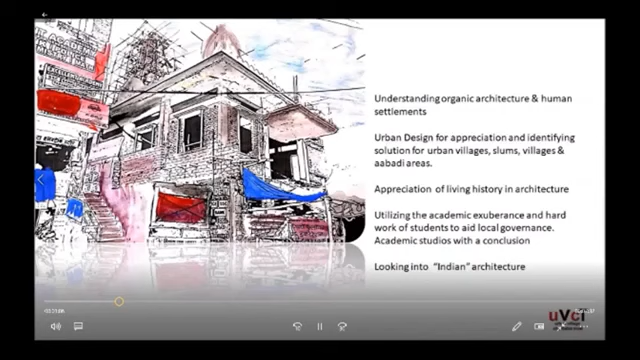 Understanding organic architecture & human
settlements
Urban Design for appreciation and identifying
solution for urban villages, slums, villages &
aabadi areas.
Appreciation of living history in architecture
Utilizing the academic exuberance and hard
work of students to aid local governance.
Academic studios with a conclusion
Looking into “Indian” architecture
uVci